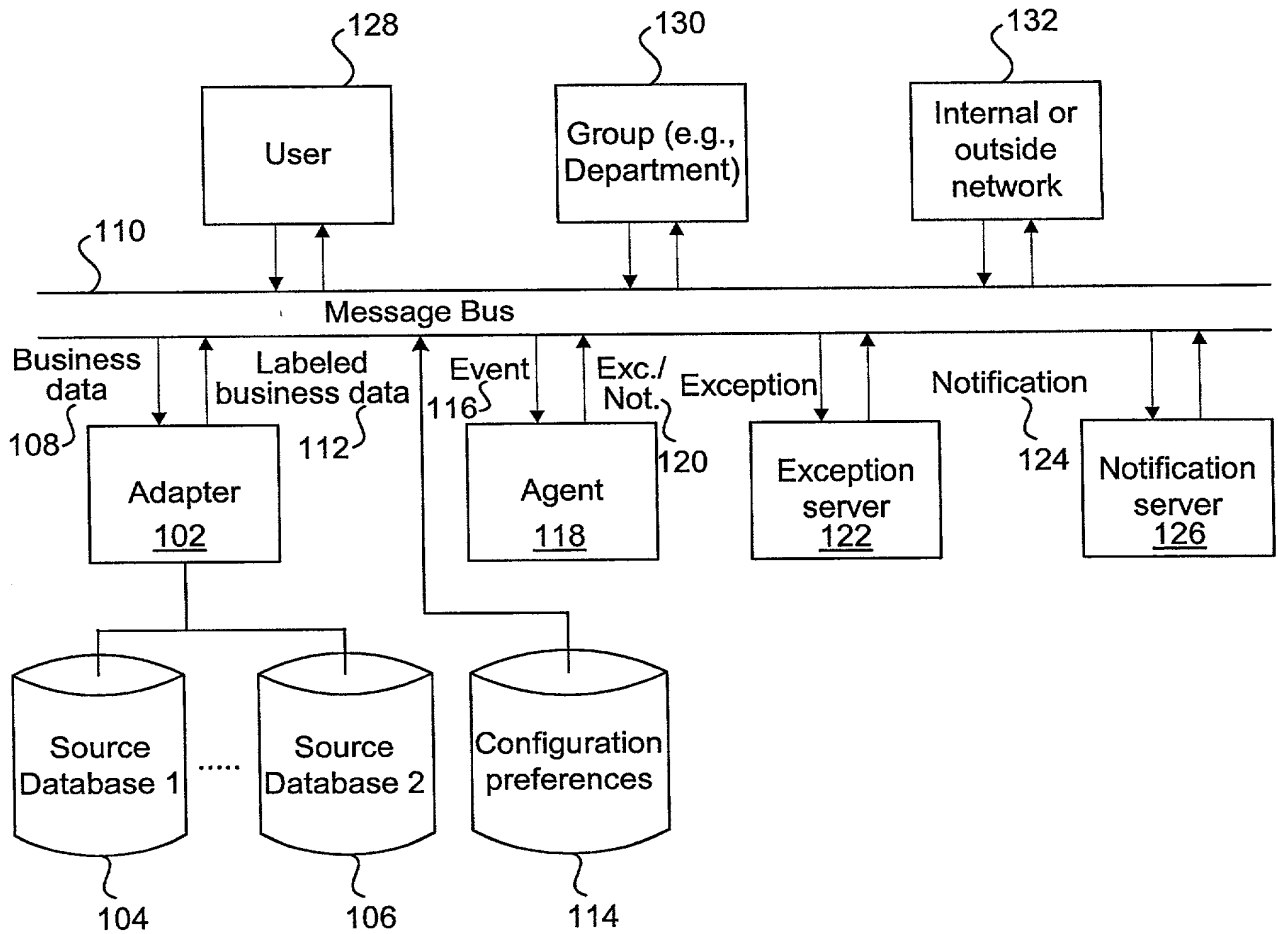 128
130
132
User
Group (e.g.,
Department)
Internal or
outside
network
110
Message Bus
Business
data
108
Labeled
business data
112
Event
116
Exc./
Not.
120
Exception
Notification
124
Adapter
102
Agent
118
Exception
server
122
Notification
server
126
Source
Database 1
.....
Source
Database 2
Configuration
preferences
104
106
114